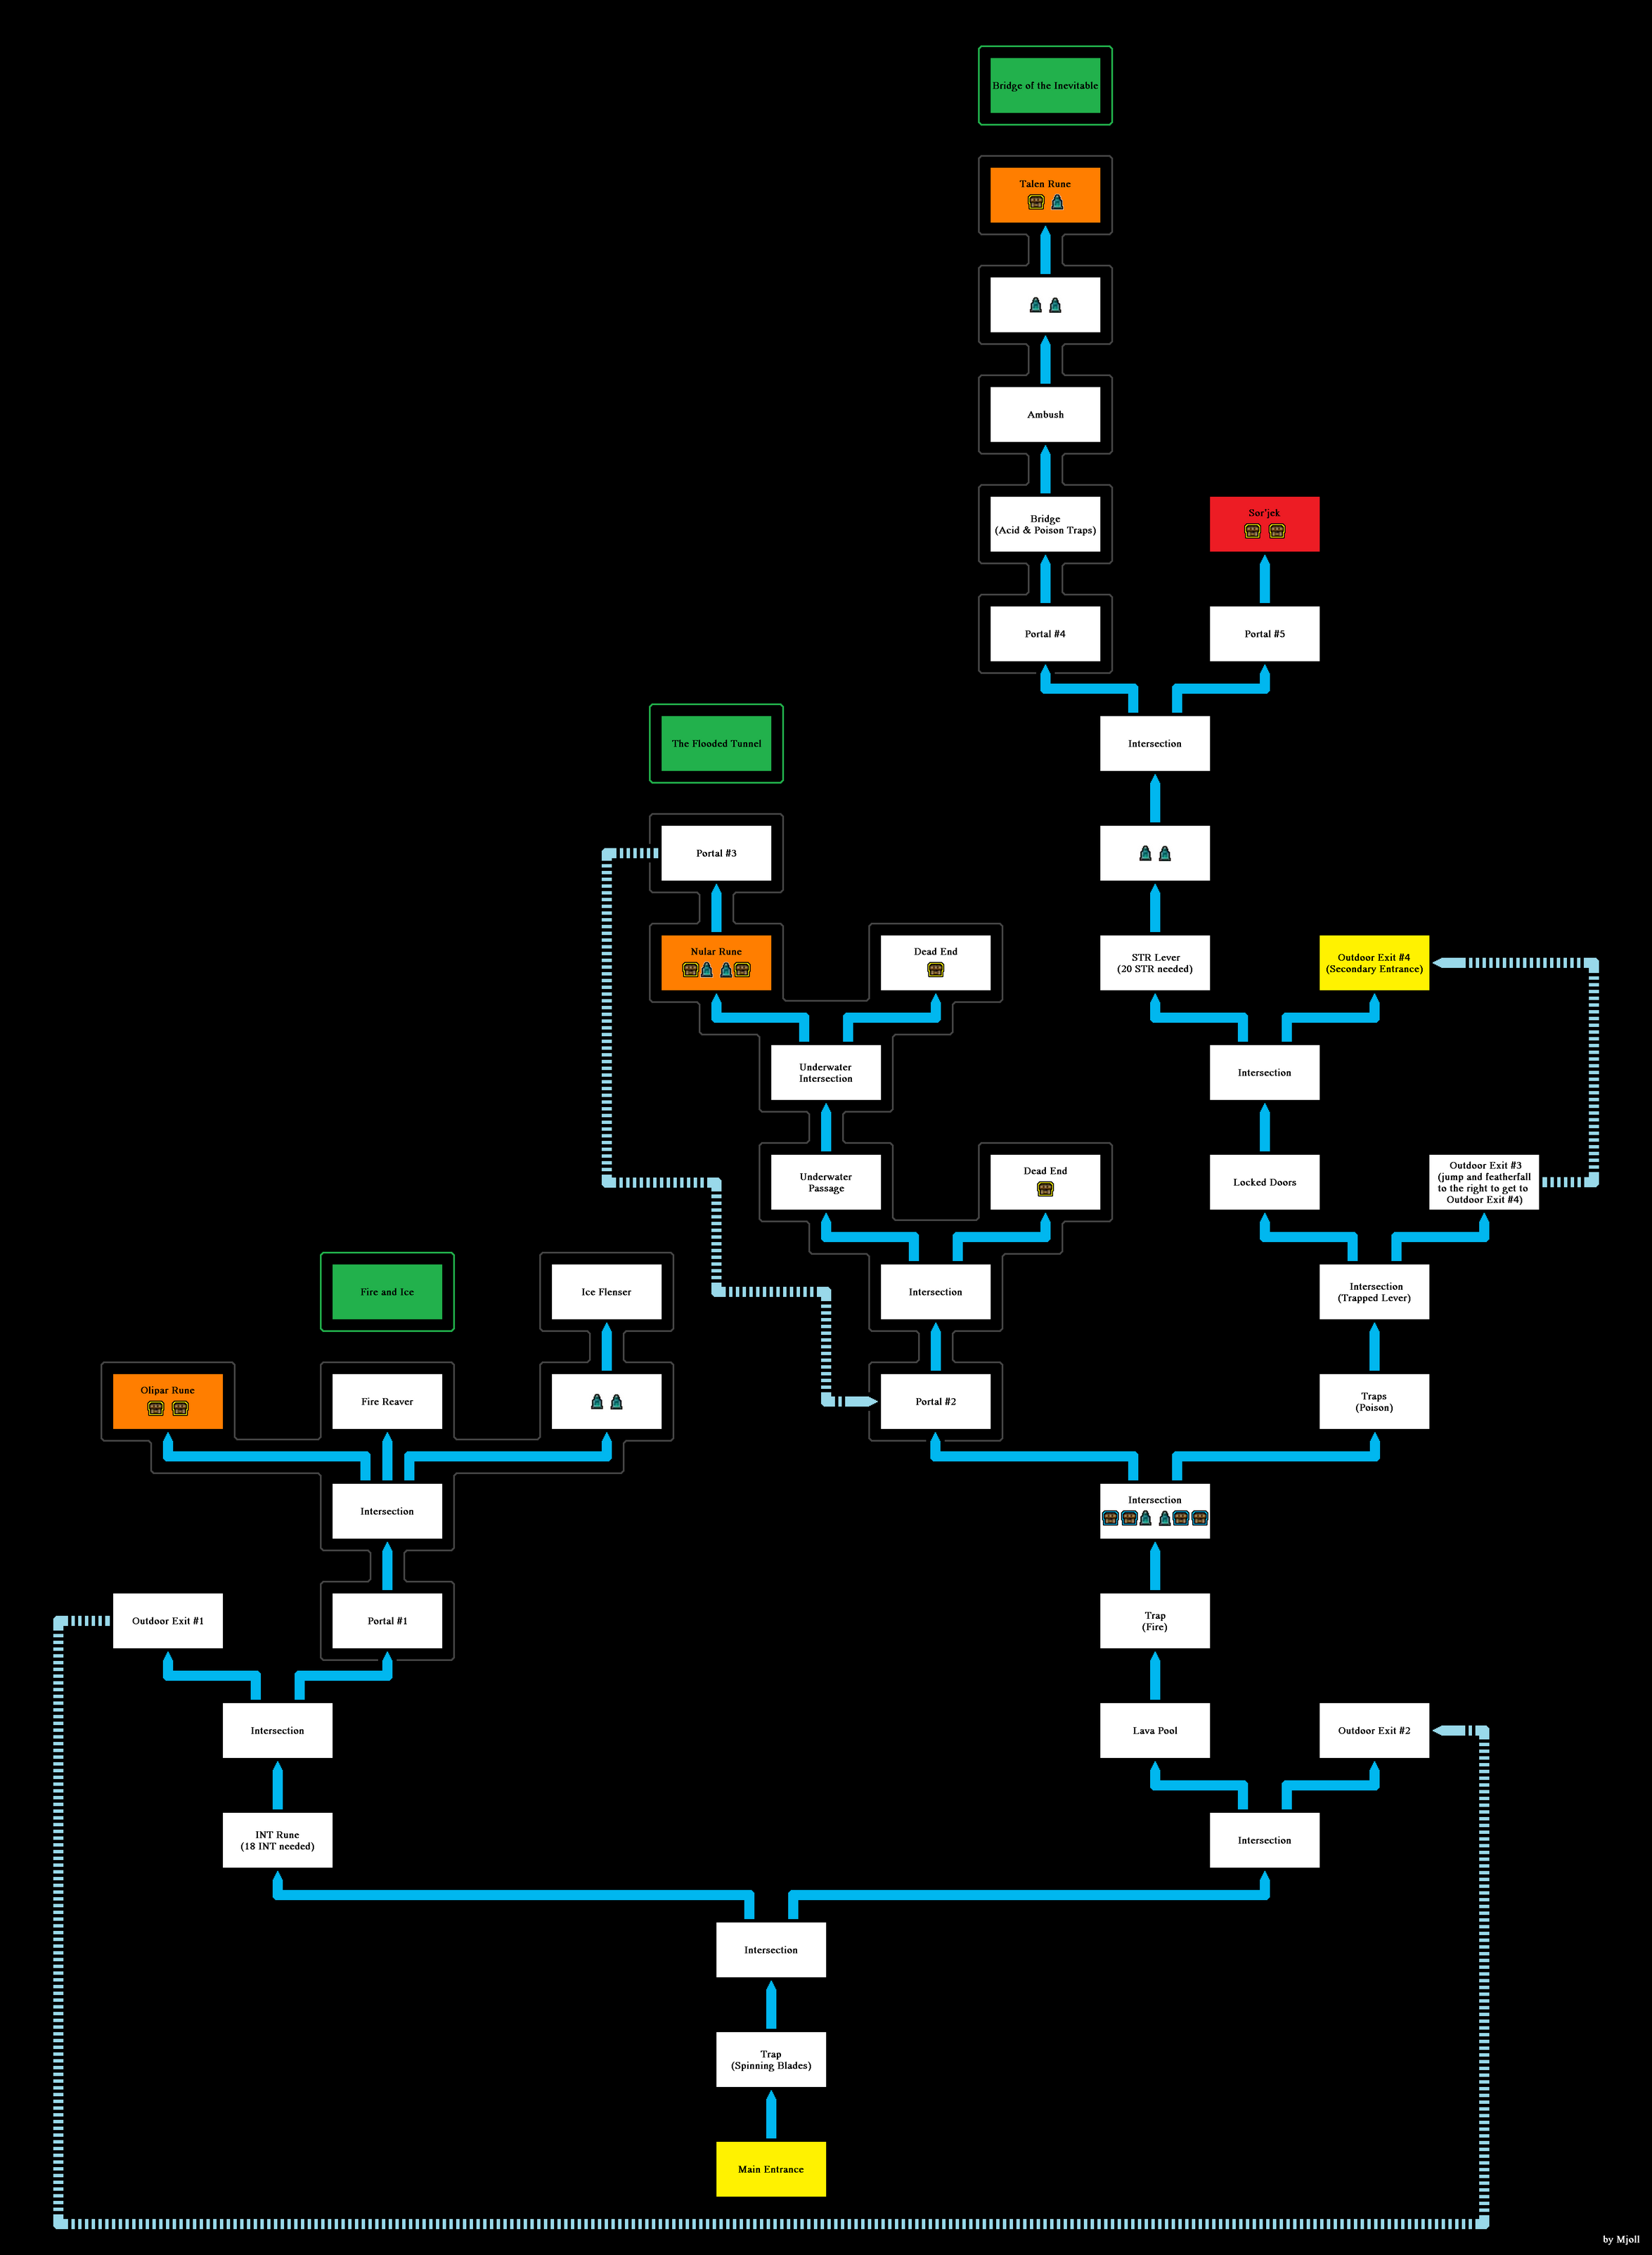 Bridge of the Inevitable
Talen Rune
Ambush
Bridge
(Acid & Poison Traps)
Sor'jek
Portal #4
Portal #5
The Flooded Tunnel
Intersection
Portal #3
Nular Rune
Dead End
STR Lever
(20 STR needed)
Outdoor Exit #4
(Secondary Entrance)
Underwater
Intersection
Intersection
Underwater
Passage
Dead End
Locked Doors
Outdoor Exit #3
(jump and featherfall
to the right to get to
Outdoor Exit #4)
Fire and Ice
Ice Flenser
Intersection
Intersection
(Trapped Lever)
Olipar Rune
Fire Reaver
Portal #2
Traps
(Poison)
Intersection
Intersection
Outdoor Exit #1
Portal #1
Trap
(Fire)
Intersection
Lava Pool
Outdoor Exit #2
INT Rune
(18 INT needed)
Intersection
Intersection
Trap
(Spinning Blades)
Main Entrance
by Mjoll